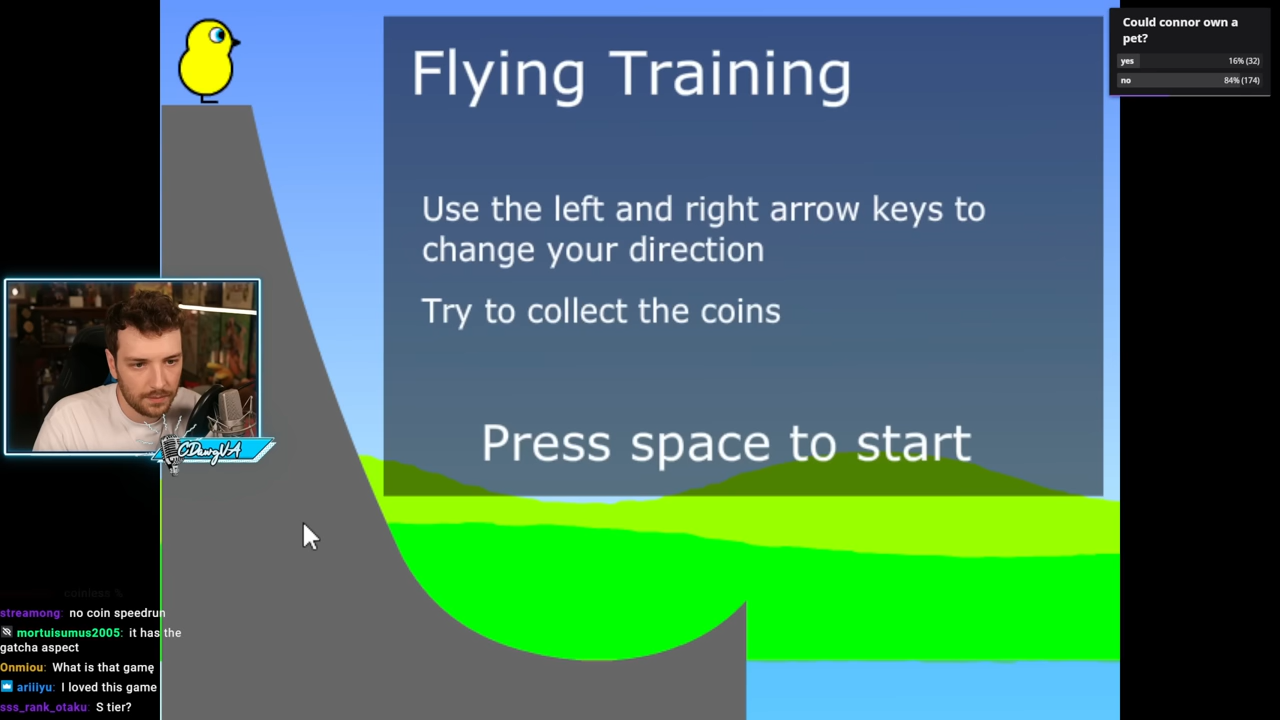 Flying Training
Use the left and right arrow keys to
change your direction
Try to collect the coins
Press space to start
Could connor own a
pet?
yes 16% (32)
no 84% (174)
CDawgVA
coinless %
streamong: no coin speedrun
mortuisumus2005: it has the
gatcha aspect
Onmiou: What is that game
ariiiyu: I loved this game
sss_rank_otaku: S tier?